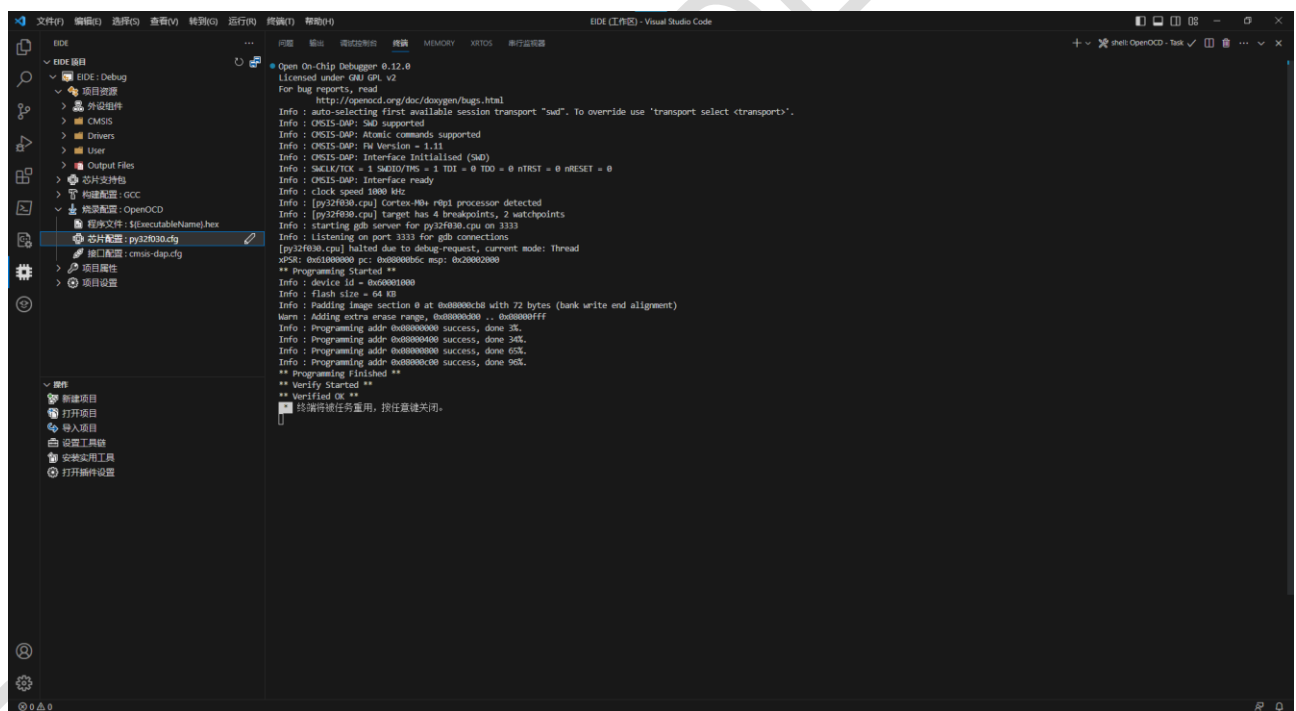 文件(F) 编辑(E) 选择(S) 查看(V) 转到(G) 运行(R) 终端(T) 帮助(H)
EIDE (工作区) - Visual Studio Code
EIDE
EIDE 项目
EIDE : Debug
项目资源
外设组件
CMSIS
Drivers
User
Output Files
芯片支持包
构建配置 : GCC
烧录配置 : OpenOCD
程序文件 : ${ExecutableName}.hex
芯片配置 : py32f030.cfg
接口配置 : cmsis-dap.cfg
项目属性
项目设置
操作
新建项目
打开项目
导入项目
设置工具链
安装实用工具
打开插件设置
问题 输出 调试控制台 终端 MEMORY XRTOS 串行监视器
shell: OpenOCD - Task
Open On-Chip Debugger 0.12.0
Licensed under GNU GPL v2
For bug reports, read
http://openocd.org/doc/doxygen/bugs.html
Info : auto-selecting first available session transport "swd". To override use 'transport select <transport>'.
Info : CMSIS-DAP: SWD supported
Info : CMSIS-DAP: Atomic commands supported
Info : CMSIS-DAP: FW Version = 1.11
Info : CMSIS-DAP: Interface Initialised (SWD)
Info : SWCLK/TCK = 1 SWDIO/TMS = 1 TDI = 0 TDO = 0 nTRST = 0 nRESET = 0
Info : CMSIS-DAP: Interface ready
Info : clock speed 1000 kHz
Info : [py32f030.cpu] Cortex-M0+ r0p1 processor detected
Info : [py32f030.cpu] target has 4 breakpoints, 2 watchpoints
Info : starting gdb server for py32f030.cpu on 3333
Info : Listening on port 3333 for gdb connections
[py32f030.cpu] halted due to debug-request, current mode: Thread
xPSR: 0x61000000 pc: 0x08000b6c msp: 0x20002000
** Programming Started **
Info : device id = 0x60001000
Info : flash size = 64 KB
Info : Padding image section 0 at 0x08000cb8 with 72 bytes (bank write end alignment)
Warn : Adding extra erase range, 0x08000d00 .. 0x08000fff
Info : Programming addr 0x08000000 success, done 3%.
Info : Programming addr 0x08000400 success, done 34%.
Info : Programming addr 0x08000800 success, done 65%.
Info : Programming addr 0x08000c00 success, done 96%.
** Programming Finished **
** Verify Started **
** Verified OK **
* 终端将被任务重用，按任意键关闭。
0 0